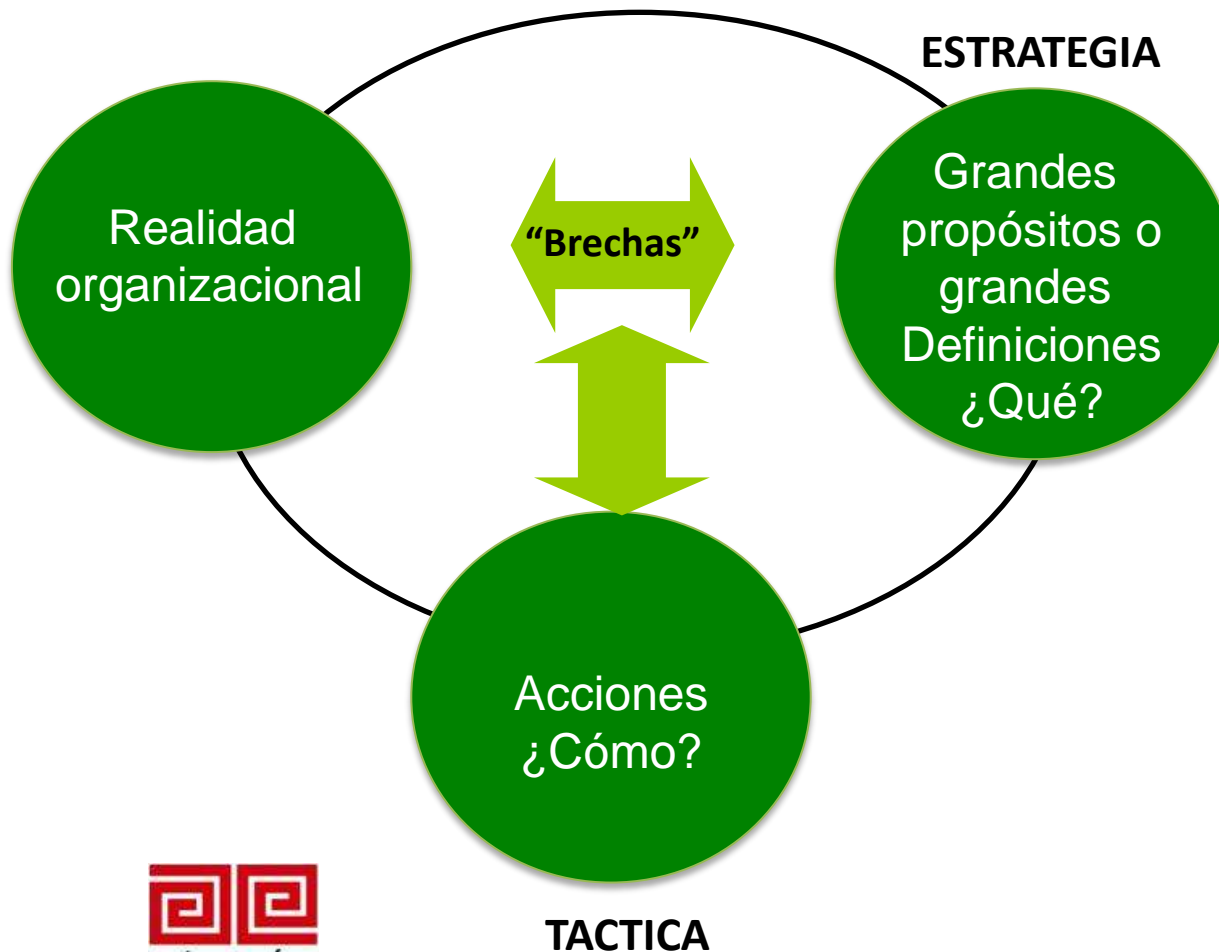 ESTRATEGIA
Realidad
organizacional
“Brechas”
Grandes
propósitos o
grandes
Definiciones
¿Qué?
Acciones
¿Cómo?
TACTICA